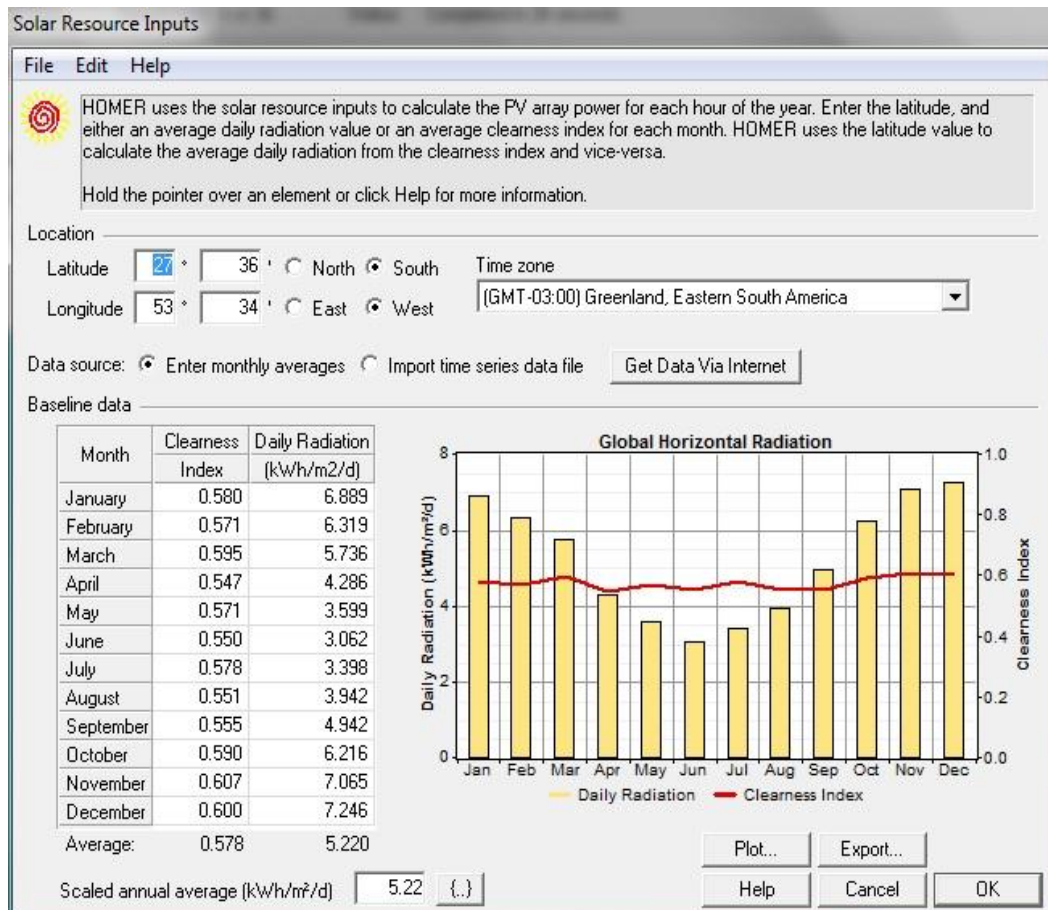 Solar Resource Inputs
File Edit Help
HOMER uses the solar resource inputs to calculate the PV array power for each hour of the year. Enter the latitude, and
either an average daily radiation value or an average clearness index for each month. HOMER uses the latitude value to
calculate the average daily radiation from the clearness index and vice-versa.
Hold the pointer over an element or click Help for more information.
Location
Latitude 27 ° 36 ' North South
Time zone
Longitude 53 ° 34 ' East West
(GMT-03:00) Greenland, Eastern South America
Data source: Enter monthly averages Import time series data file Get Data Via Internet
Baseline data
Month Clearness Index Daily Radiation (kWh/m2/d)
January 0.580 6.889
February 0.571 6.319
March 0.595 5.736
April 0.547 4.286
May 0.571 3.599
June 0.550 3.062
July 0.578 3.398
August 0.551 3.942
September 0.555 4.942
October 0.590 6.216
November 0.607 7.065
December 0.600 7.246
Average: 0.578 5.220
Scaled annual average (kWh/m²/d) 5.22 {..}
Global Horizontal Radiation
Daily Radiation (kWh/m²/d)
8
6
4
2
0
1.0
0.8
0.6
0.4
0.2
0.0
Clearness Index
Jan Feb Mar Apr May Jun Jul Aug Sep Oct Nov Dec
Daily Radiation Clearness Index
Plot... Export...
Help Cancel OK